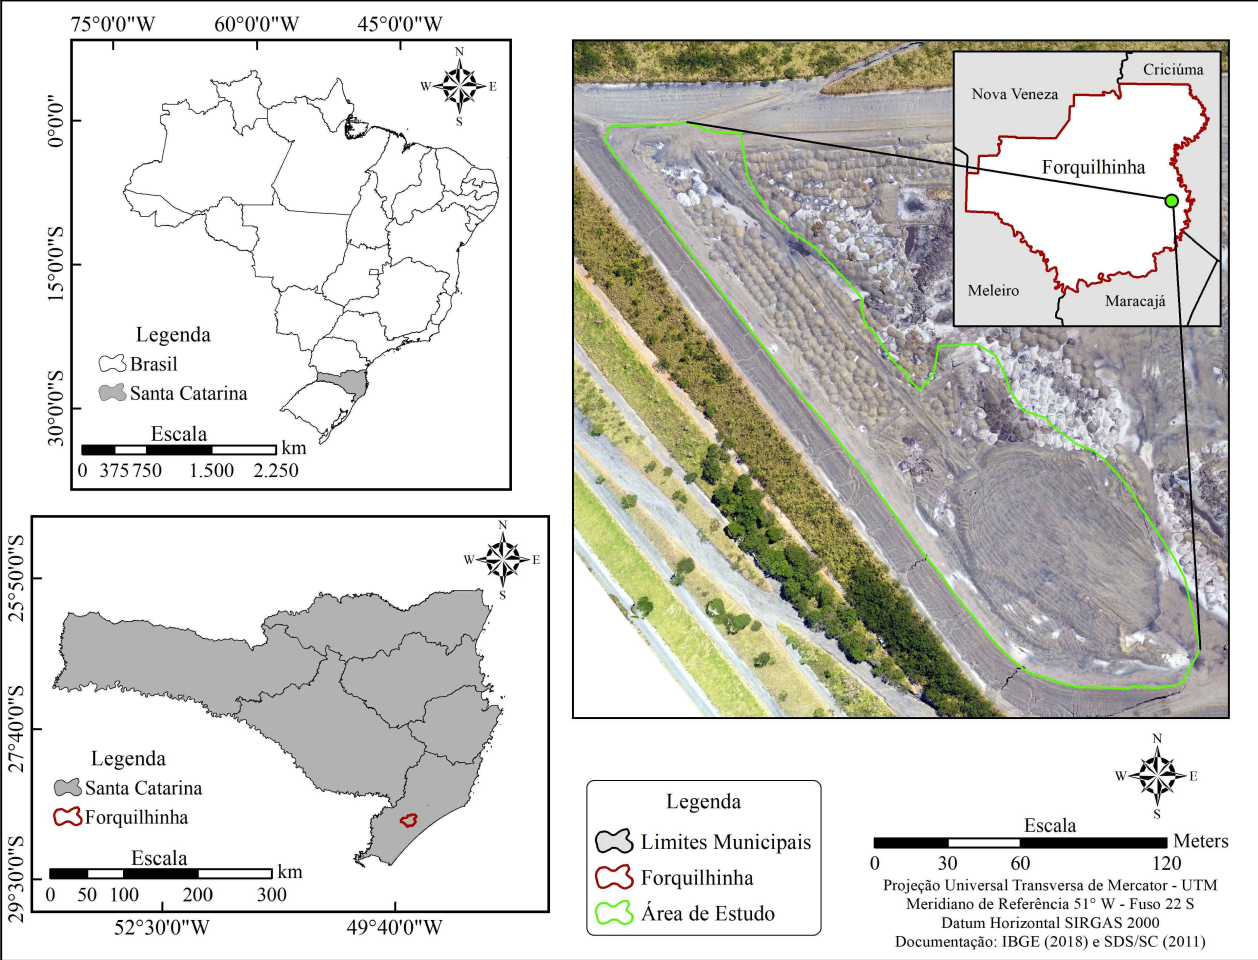 75°0'0"W 60°0'0"W 45°0'0"W
0°0'0"
15°0'0"S
30°0'0"S
N
W E
S
Legenda
Brasil
Santa Catarina
Escala
km
0 375 750 1.500 2.250
25°50'0"S
27°40'0"S
29°30'0"S
N
W E
S
Legenda
Santa Catarina
Forquilhinha
Escala
km
0 50 100 200 300
52°30'0"W 49°40'0"W
Criciúma
Nova Veneza
Forquilhinha
Meleiro
Maracajá
Legenda
Limites Municipais
Forquilhinha
Área de Estudo
N
W E
S
Escala
Meters
0 30 60 120
Projeção Universal Transversa de Mercator - UTM
Meridiano de Referência 51° W - Fuso 22 S
Datum Horizontal SIRGAS 2000
Documentação: IBGE (2018) e SDS/SC (2011)